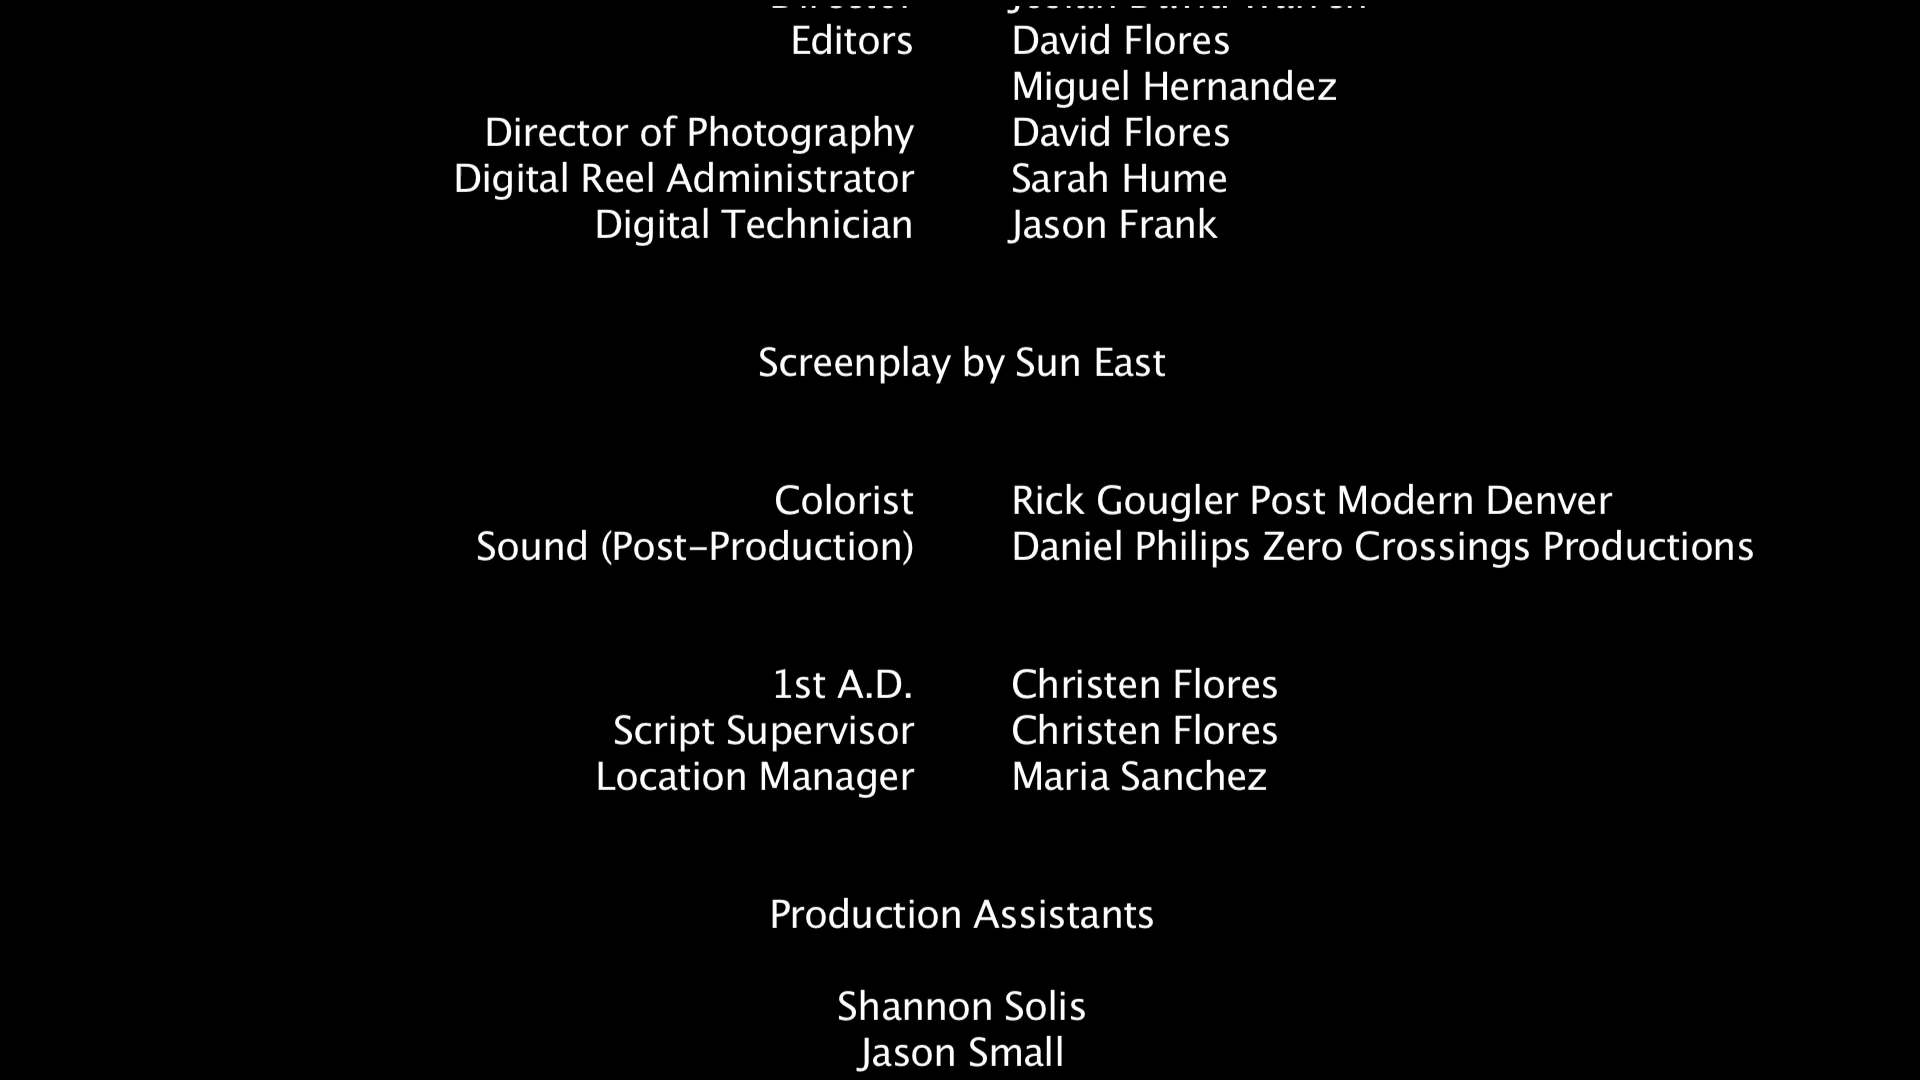 Editors David Flores
Miguel Hernandez
Director of Photography David Flores
Digital Reel Administrator Sarah Hume
Digital Technician Jason Frank
Screenplay by Sun East
Colorist Rick Gougler Post Modern Denver
Sound (Post-Production) Daniel Philips Zero Crossings Productions
1st A.D. Christen Flores
Script Supervisor Christen Flores
Location Manager Maria Sanchez
Production Assistants
Shannon Solis
Jason Small